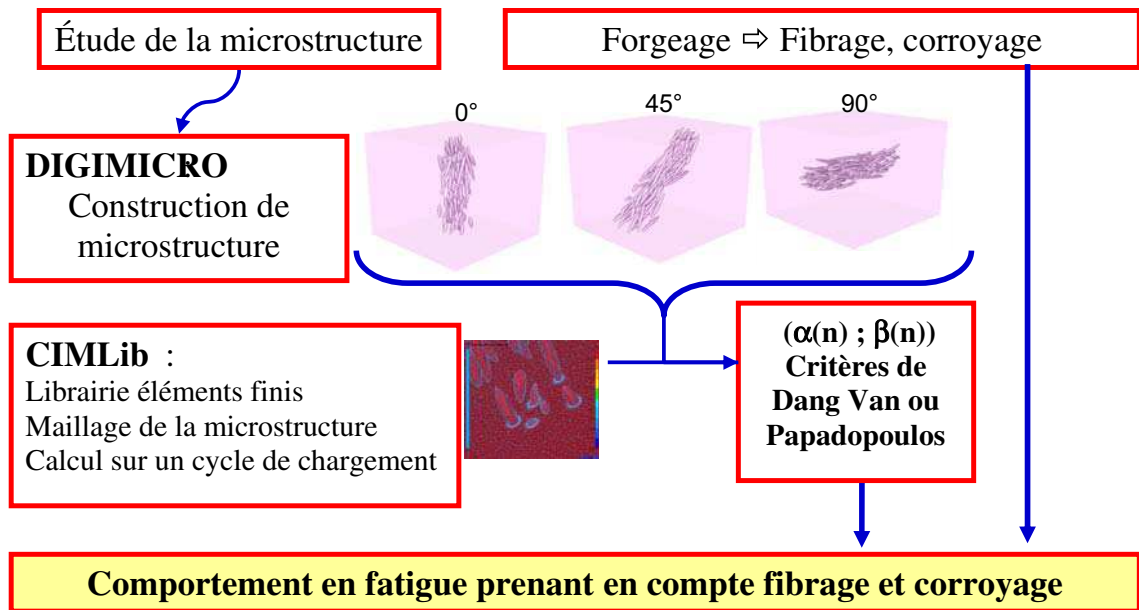 Étude de la microstructure
Forgeage ⇨ Fibrage, corroyage
0°
45°
90°
DIGIMICRO
Construction de
microstructure
CIMLib :
Librairie éléments finis
Maillage de la microstructure
Calcul sur un cycle de chargement
(α(n) ; β(n))
Critères de
Dang Van ou
Papadopoulos
Comportement en fatigue prenant en compte fibrage et corroyage